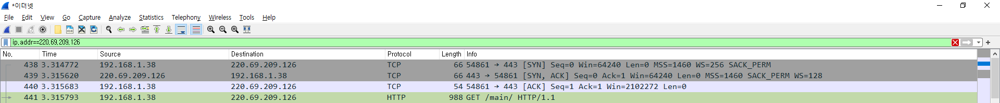 *이더넷
File Edit View Go Capture Analyze Statistics Telephony Wireless Tools Help
ip.addr==220.69.209.126
No. Time Source Destination Protocol Length Info
438 3.314772 192.168.1.38 220.69.209.126 TCP 66 54861 → 443 [SYN] Seq=0 Win=64240 Len=0 MSS=1460 WS=256 SACK_PERM
439 3.315620 220.69.209.126 192.168.1.38 TCP 66 443 → 54861 [SYN, ACK] Seq=0 Ack=1 Win=64240 Len=0 MSS=1460 SACK_PERM WS=128
440 3.315683 192.168.1.38 220.69.209.126 TCP 54 54861 → 443 [ACK] Seq=1 Ack=1 Win=2102272 Len=0
441 3.315793 192.168.1.38 220.69.209.126 HTTP 988 GET /main/ HTTP/1.1